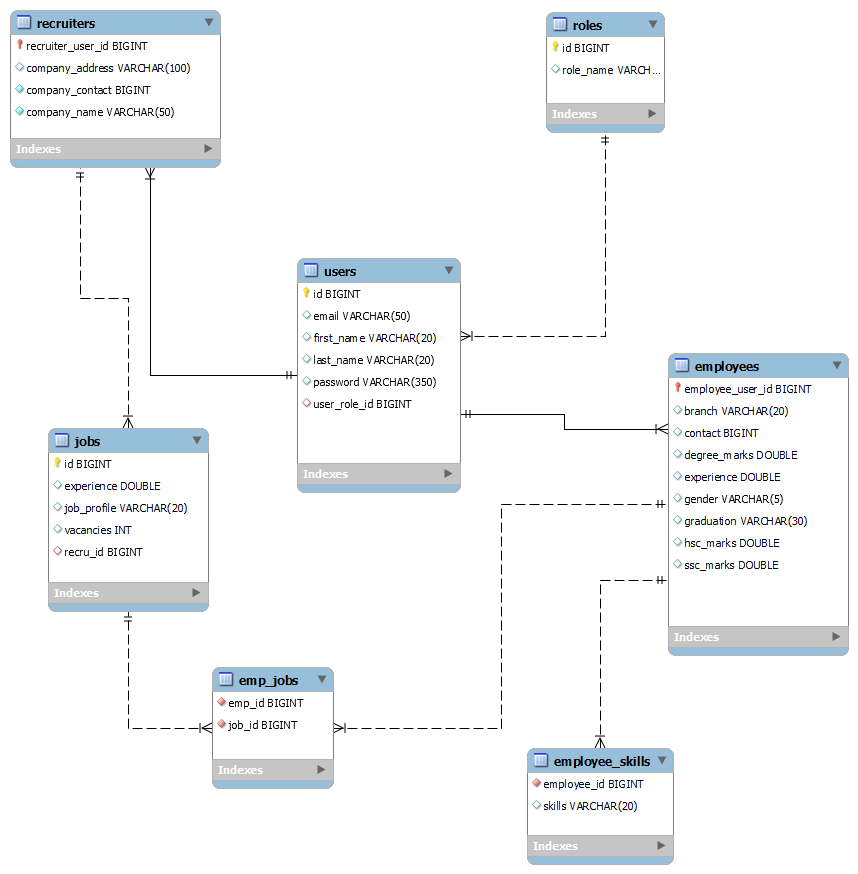 recruiters
recruiter_user_id BIGINT
company_address VARCHAR(100)
company_contact BIGINT
company_name VARCHAR(50)
Indexes
roles
id BIGINT
role_name VARCH...
Indexes
users
id BIGINT
email VARCHAR(50)
first_name VARCHAR(20)
last_name VARCHAR(20)
password VARCHAR(350)
user_role_id BIGINT
Indexes
employees
employee_user_id BIGINT
branch VARCHAR(20)
contact BIGINT
degree_marks DOUBLE
experience DOUBLE
gender VARCHAR(5)
graduation VARCHAR(30)
hsc_marks DOUBLE
ssc_marks DOUBLE
Indexes
jobs
id BIGINT
experience DOUBLE
job_profile VARCHAR(20)
vacancies INT
recru_id BIGINT
Indexes
emp_jobs
emp_id BIGINT
job_id BIGINT
Indexes
employee_skills
employee_id BIGINT
skills VARCHAR(20)
Indexes